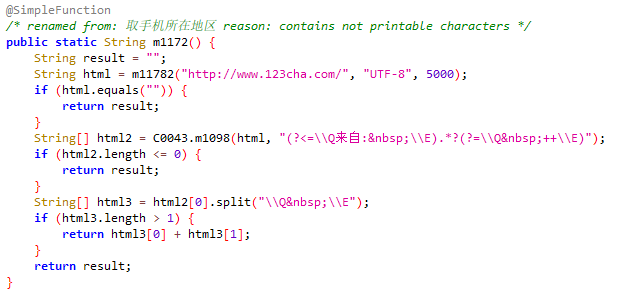 @SimpleFunction
/* renamed from: 取手机所在地区 reason: contains not printable characters */
public static String m1172() {
    String result = "";
    String html = m11782("http://www.123cha.com/", "UTF-8", 5000);
    if (html.equals("")) {
        return result;
    }
    String[] html2 = C0043.m1098(html, "(?<=\\Q来自:&nbsp;\\E).*?(?=\\Q&nbsp;++\\E)");
    if (html2.length <= 0) {
        return result;
    }
    String[] html3 = html2[0].split("\\Q&nbsp;\\E");
    if (html3.length > 1) {
        return html3[0] + html3[1];
    }
    return result;
}